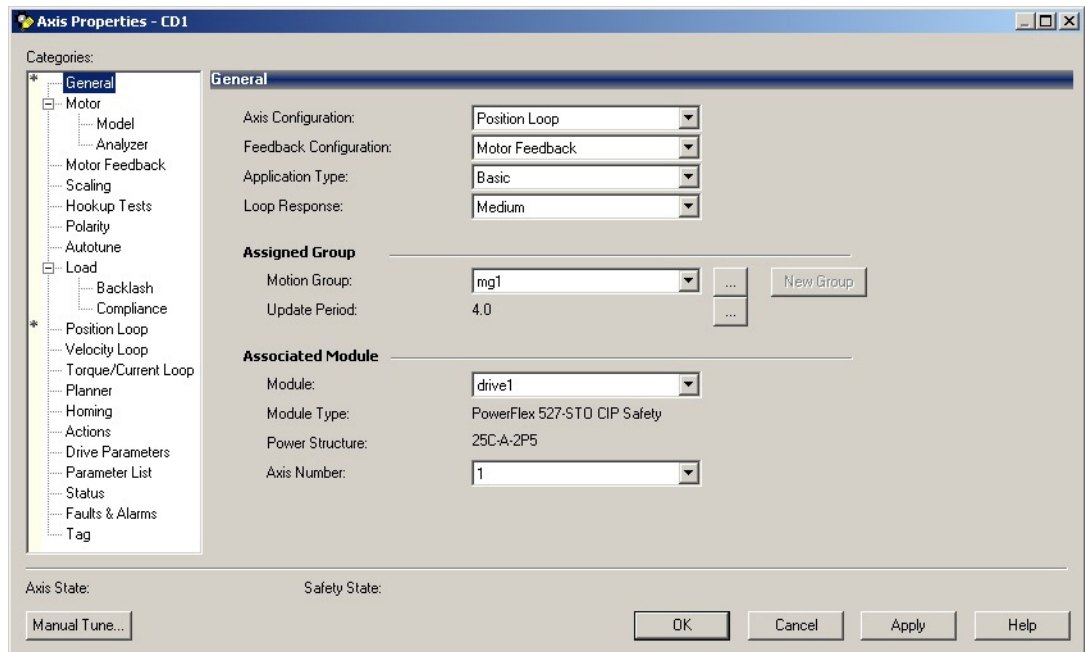 Axis Properties - CD1
Categories:
* General
Motor
Model
Analyzer
Motor Feedback
Scaling
Hookup Tests
Polarity
Autotune
Load
Backlash
Compliance
* Position Loop
Velocity Loop
Torque/Current Loop
Planner
Homing
Actions
Drive Parameters
Parameter List
Status
Faults & Alarms
Tag
General
Axis Configuration: Position Loop
Feedback Configuration: Motor Feedback
Application Type: Basic
Loop Response: Medium
Assigned Group
Motion Group: mg1 ... New Group
Update Period: 4.0 ...
Associated Module
Module: drive1
Module Type: PowerFlex 527-STO CIP Safety
Power Structure: 25C-A-2P5
Axis Number: 1
Axis State: Safety State:
Manual Tune... OK Cancel Apply Help